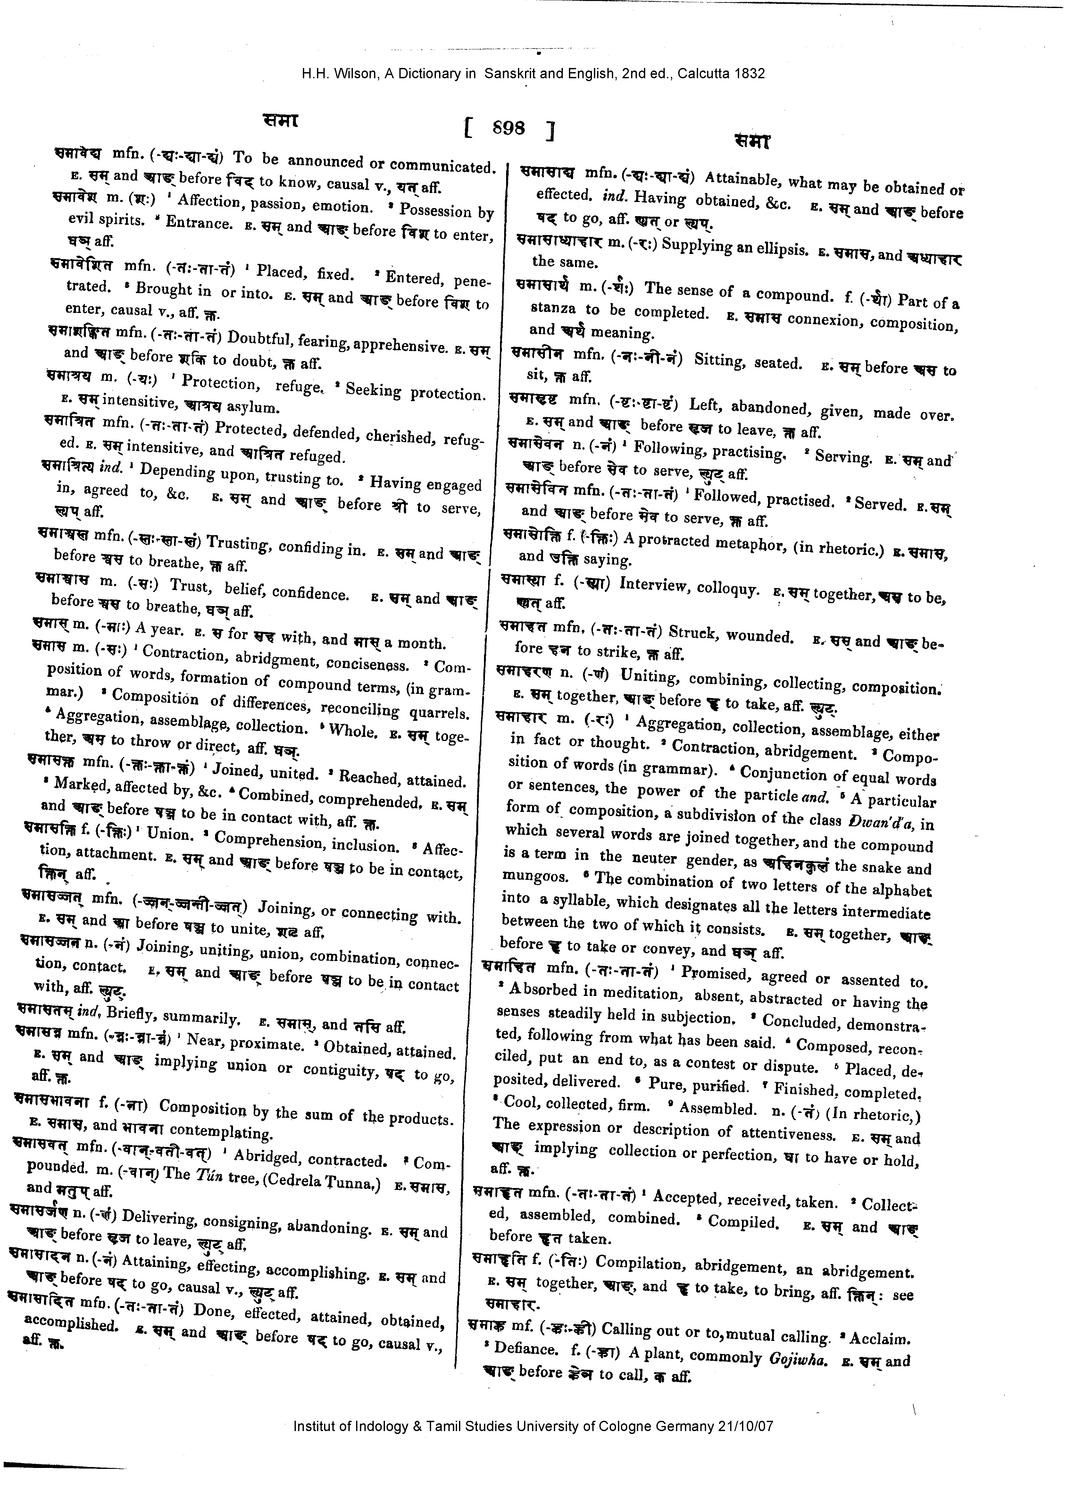 H.H. Wilson, A Dictionary in Sanskrit and English, 2nd ed., Calcutta 1832
समा
[ 898 ]
समा
समावेद्य mfn. (-द्यः-द्या-द्यं) To be announced or communicated.
E. सम् and आङ् before विद् to know, causal v., यत् aff.
समावेश m. (शः) ¹ Affection, passion, emotion. ² Possession by
evil spirits. ³ Entrance. E. सम् and आङ् before विश to enter,
घञ् aff.
समावेशित mfn. (-तः-ता-तं) ¹ Placed, fixed. ² Entered, pene-
trated. ³ Brought in or into. E. सम् and आङ् before विश to
enter, causal v., aff. क्त.
समाशङ्कित mfn. (-तः-ता-तं) Doubtful, fearing, apprehensive. E. सम्
and आङ् before शकि to doubt, क्त aff.
समाश्रय m. (-यः) ¹ Protection, refuge. ² Seeking protection.
E. सम् intensitive, आश्रय asylum.
समाश्रित mfn. (-तः-ता-तं) Protected, defended, cherished, refug-
ed. E. सम् intensitive, and आश्रित refuged.
समाश्रित्य ind. ¹ Depending upon, trusting to. ² Having engaged
in, agreed to, &c. E. सम् and आङ् before श्री to serve,
ल्यप् aff.
समाश्वस्त mfn. (-स्तः-स्ता-स्तं) Trusting, confiding in. E. सम् and आङ्
before श्वस to breathe, क्त aff.
समाश्वास m. (-सः) Trust, belief, confidence. E. सम् and आङ्
before श्वस to breathe, घञ् aff.
समास् m. (-माः) A year. E. स for सह with, and मास् a month.
समास m. (-सः) ¹ Contraction, abridgment, conciseness. ² Com-
position of words, formation of compound terms, (in gram-
mar.) ³ Composition of differences, reconciling quarrels.
⁴ Aggregation, assemblage, collection. ⁵ Whole. E. सम् toge-
ther, अस to throw or direct, aff. घञ्.
समासक्त mfn. (-क्तः-क्ता-क्तं) ¹ Joined, united. ² Reached, attained.
³ Marked, affected by, &c. ⁴ Combined, comprehended. E. सम्
and आङ् before षञ्ज to be in contact with, aff. क्त.
समासक्ति f. (-क्तिः) ¹ Union. ² Comprehension, inclusion. ³ Affec-
tion, attachment. E. सम् and आङ् before षञ्ज to be in contact,
क्तिन् aff.
समासज्जत् mfn. (-ज्जन्-ज्जन्ती-ज्जत्) Joining, or connecting with.
E. सम् and आ before षञ्ज to unite, शतृ aff.
समासज्जन n. (-नं) Joining, uniting, union, combination, connec-
tion, contact. E. सम् and आङ् before षञ्ज to be in contact
with, aff. ल्युट्.
समासतस् ind. Briefly, summarily. E. समास, and तसि aff.
समासन्न mfn. (-न्नः-न्ना-न्नं) ¹ Near, proximate. ² Obtained, attained.
E. सम् and आङ् implying union or contiguity, षद् to go,
aff. क्त.
समासभावना f. (-ना) Composition by the sum of the products.
E. समास, and भावना contemplating.
समासवत् mfn. (-वान्-वती-वत्) ¹ Abridged, contracted. ² Com-
pounded. m. (-वान्) The Tún tree, (Cedrela Tunna,) E. समास,
and मतुप् aff.
समासर्जण n. (-र्णं) Delivering, consigning, abandoning. E. सम् and
आङ् before सृज to leave, ल्युट् aff.
समासादन n. (-नं) Attaining, effecting, accomplishing. E. सम् and
आङ् before षद् to go, causal v., ल्युट् aff.
समासादित mfn. (-तः-ता-तं) Done, effected, attained, obtained,
accomplished. E. सम् and आङ् before षद् to go, causal v.,
aff. क्त.
समासाद्य mfn. (-द्यः-द्या-द्यं) Attainable, what may be obtained or
effected. ind. Having obtained, &c. E. सम् and आङ् before
षद् to go, aff. ण्यत् or ल्यप्.
समासाध्याहार m. (-रः) Supplying an ellipsis. E. समास, and अध्याहार
the same.
समासार्थ m. (-र्थः) The sense of a compound. f. (-र्था) Part of a
stanza to be completed. E. समास connexion, composition,
and अर्थ meaning.
समासीन mfn. (-नः-नी-नं) Sitting, seated. E. सम् before आस to
sit, क्त aff.
समासृष्ट mfn. (-ष्टः-ष्टा-ष्टं) Left, abandoned, given, made over.
E. सम् and आङ् before सृज to leave, क्त aff.
समासेवन n. (-नं) ¹ Following, practising. ² Serving. E. सम् and
आङ् before सेव to serve, ल्युट् aff.
समासेवित mfn. (-तः-ता-तं) ¹ Followed, practised. ² Served. E. सम्
and आङ् before सेव to serve, क्त aff.
समासोक्ति f. (-क्तिः) A protracted metaphor, (in rhetoric.) E. समास,
and उक्ति saying.
समास्या f. (-स्या) Interview, colloquy. E. सम् together, अस to be,
ण्यत् aff.
समाहत mfn. (-तः-ता-तं) Struck, wounded. E. सम् and आङ् be-
fore हन to strike, क्त aff.
समाहरण n. (-णं) Uniting, combining, collecting, composition.
E. सम् together, आङ् before हृ to take, aff. ल्युट्.
समाहार m. (-रः) ¹ Aggregation, collection, assemblage, either
in fact or thought. ² Contraction, abridgement. ³ Compo-
sition of words (in grammar). ⁴ Conjunction of equal words
or sentences, the power of the particle and. ⁵ A particular
form of composition, a subdivision of the class Dwan'd'a, in
which several words are joined together, and the compound
is a term in the neuter gender, as अहिनकुलं the snake and
mungoos. ⁶ The combination of two letters of the alphabet
into a syllable, which designates all the letters intermediate
between the two of which it consists. E. सम् together, आङ्
before हृ to take or convey, and घञ् aff.
समाहित mfn. (-तः-ता-तं) ¹ Promised, agreed or assented to.
² Absorbed in meditation, absent, abstracted or having the
senses steadily held in subjection. ³ Concluded, demonstra-
ted, following from what has been said. ⁴ Composed, recon-
ciled, put an end to, as a contest or dispute. ⁵ Placed, de-
posited, delivered. ⁶ Pure, purified. ⁷ Finished, completed.
⁸ Cool, collected, firm. ⁹ Assembled. n. (-तं) (In rhetoric,)
The expression or description of attentiveness. E. सम् and
आङ् implying collection or perfection, धा to have or hold,
aff. क्त.
समाहृत mfn. (-तः-ता-तं) ¹ Accepted, received, taken. ² Collect-
ed, assembled, combined. ³ Compiled. E. सम् and आङ्
before हृत taken.
समाहृति f. (-तिः) Compilation, abridgement, an abridgement.
E. सम् together, आङ्, and हृ to take, to bring, aff. क्तिन्: see
समाहार.
समाह्व mf. (-ह्वः-ह्वी) Calling out or to, mutual calling. ² Acclaim.
³ Defiance. f. (-ह्वा) A plant, commonly Gojiwha. E. सम् and
आङ् before ह्वेञ to call, क aff.
Institut of Indology & Tamil Studies University of Cologne Germany 21/10/07